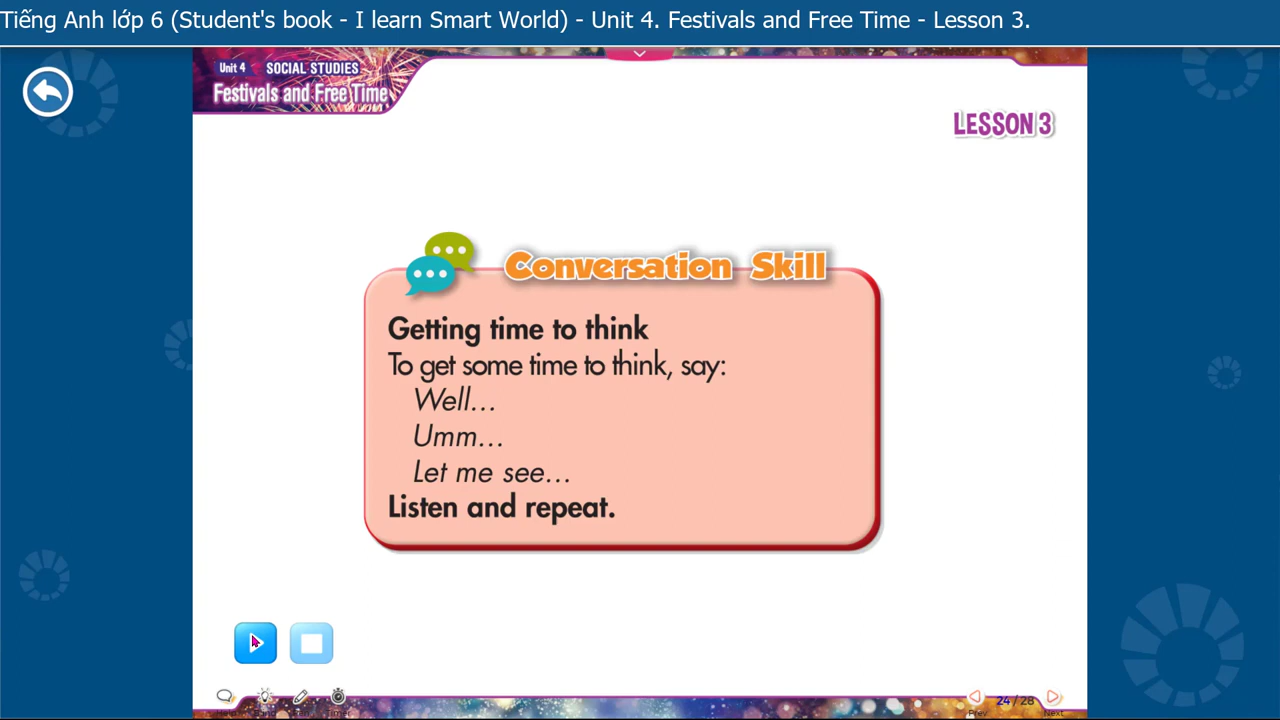 Tiếng Anh lớp 6 (Student's book - I learn Smart World) - Unit 4. Festivals and Free Time - Lesson 3.
Unit 4 SOCIAL STUDIES
Festivals and Free Time
LESSON 3
Conversation Skill
Getting time to think
To get some time to think, say:
Well...
Umm...
Let me see...
Listen and repeat.
24 / 28
Prev
Next